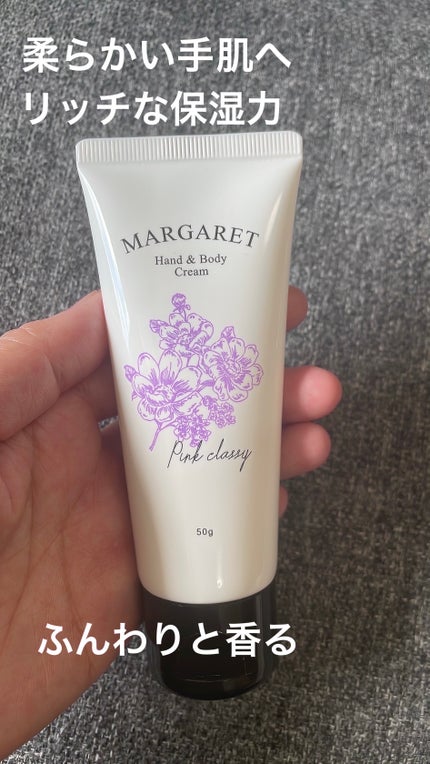 柔らかい手肌へ
リッチな保湿力
MARGARET
Hand & Body
Cream
Pink classy
50g
ふんわりと香る